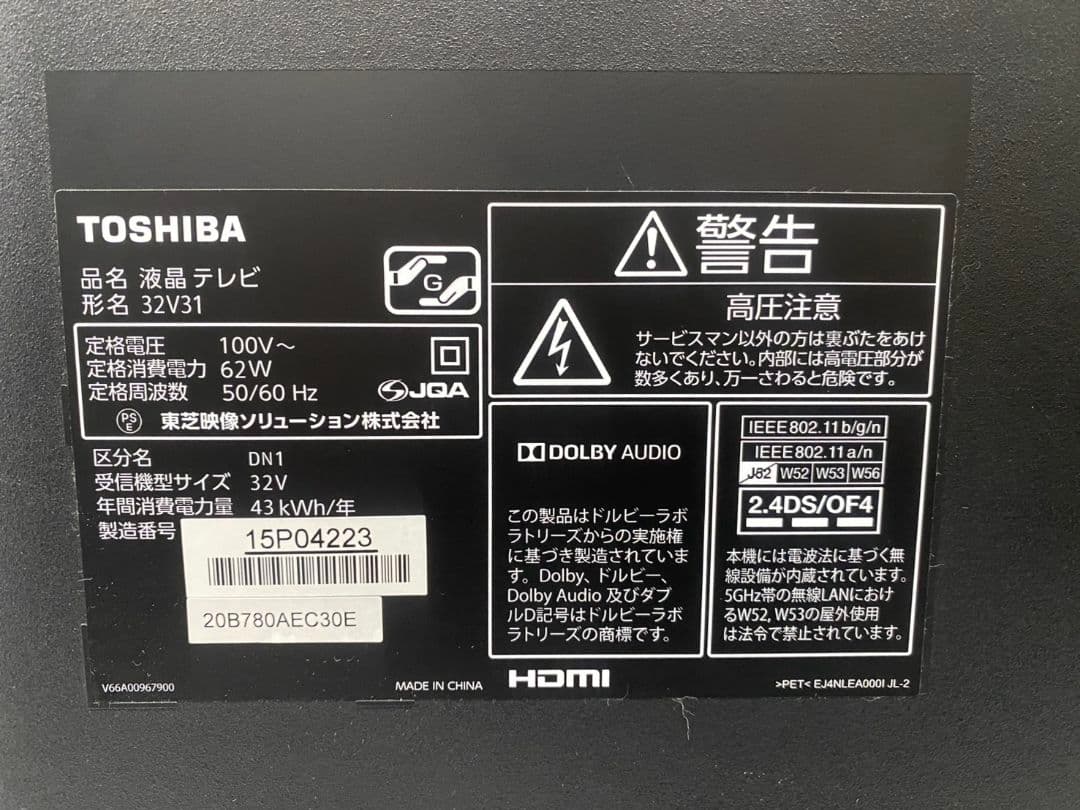 TOSHIBA
品名 液晶テレビ
形名 32V31
G
定格電圧 100V～
定格消費電力 62W
定格周波数 50/60 Hz
JQA
PS
E
東芝映像ソリューション株式会社
区分名 DN1
受信機型サイズ 32V
年間消費電力量 43 kWh/年
製造番号
15P04223
20B780AEC30E
V66A00967900
MADE IN CHINA
警告
高圧注意
サービスマン以外の方は裏ぶたをあけ
ないでください。内部には高電圧部分が
数多くあり、万一さわると危険です。
DOLBY AUDIO
この製品はドルビーラボ
ラトリーズからの実施権
に基づき製造されていま
す。Dolby、ドルビー、
Dolby Audio 及びダブ
ルD記号はドルビーラボ
ラトリーズの商標です。
IEEE802.11b/g/n
IEEE802.11a/n
J52 W52 W53 W56
2.4DS/OF4
本機には電波法に基づく無
線設備が内蔵されています。
5GHz帯の無線LANにおけ
るW52, W53の屋外使用
は法令で禁止されています。
HDMI
>PET< EJ4NLEA000I JL-2